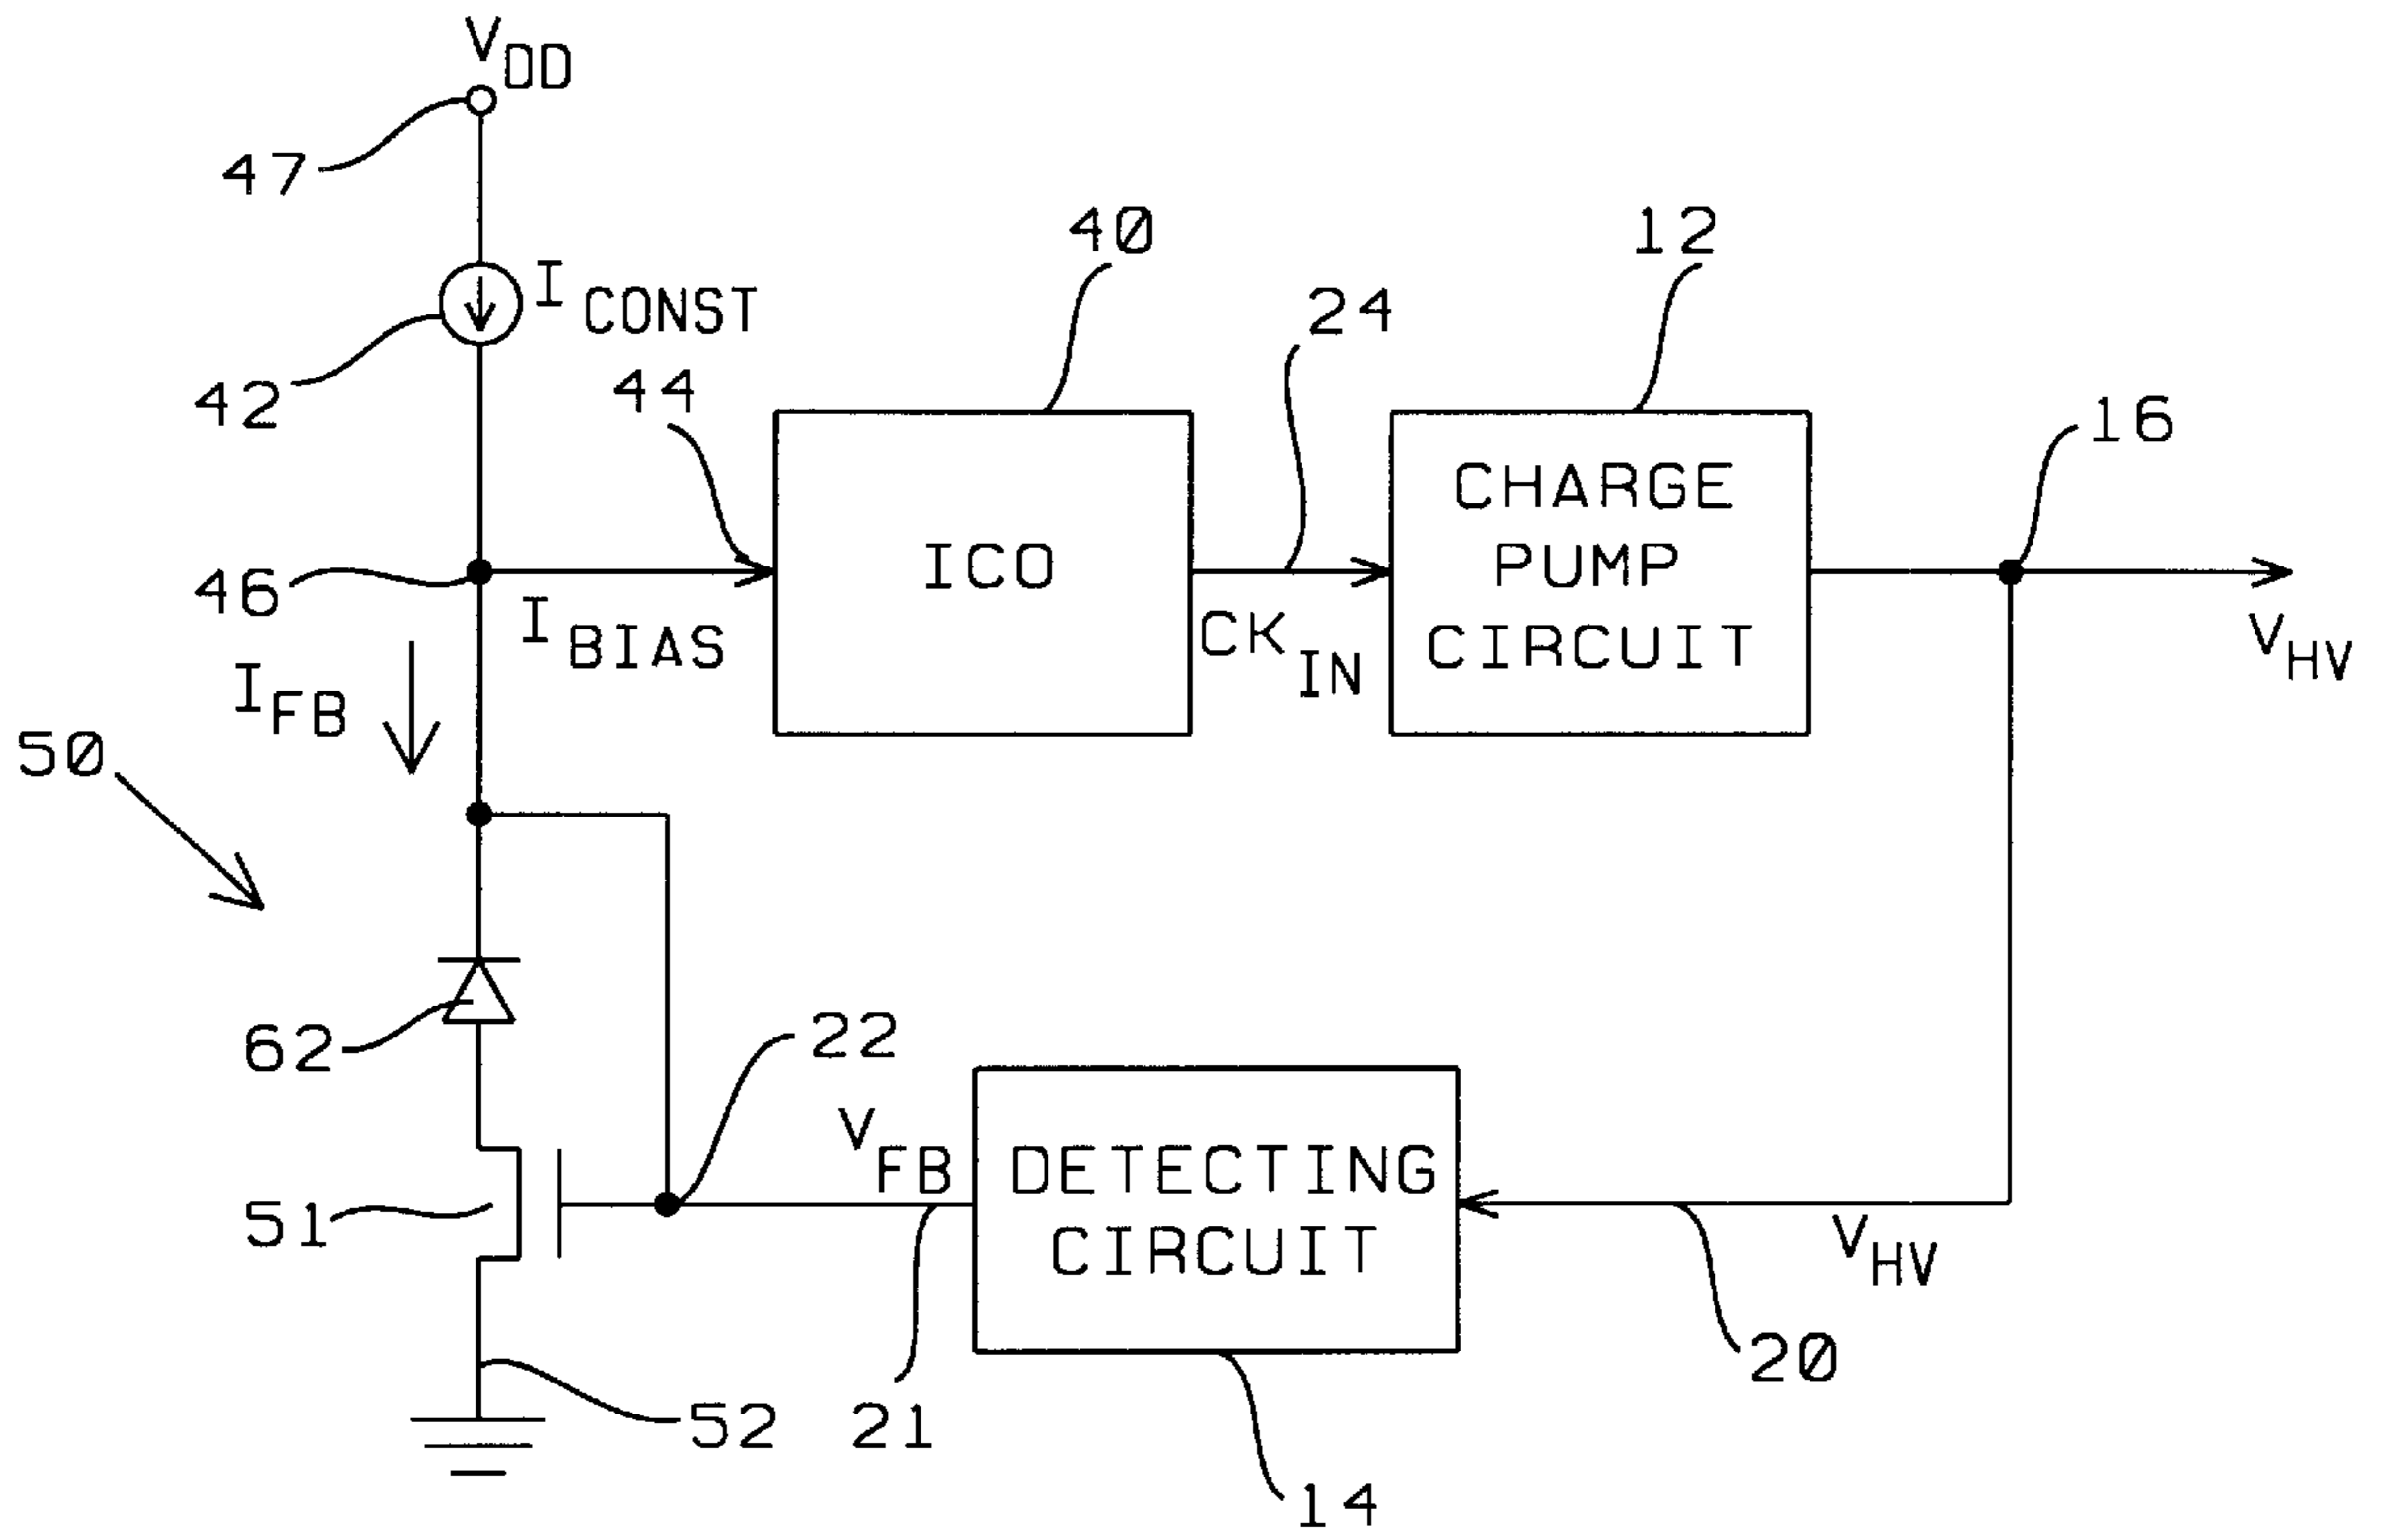 VDD
47
40
12
ICONST
24
42
44
16
CHARGE
PUMP
CIRCUIT
ICO
46
IBIAS
CKIN
VHV
IFB
50
62
22
VFB
DETECTING
CIRCUIT
51
VHV
20
52
21
14